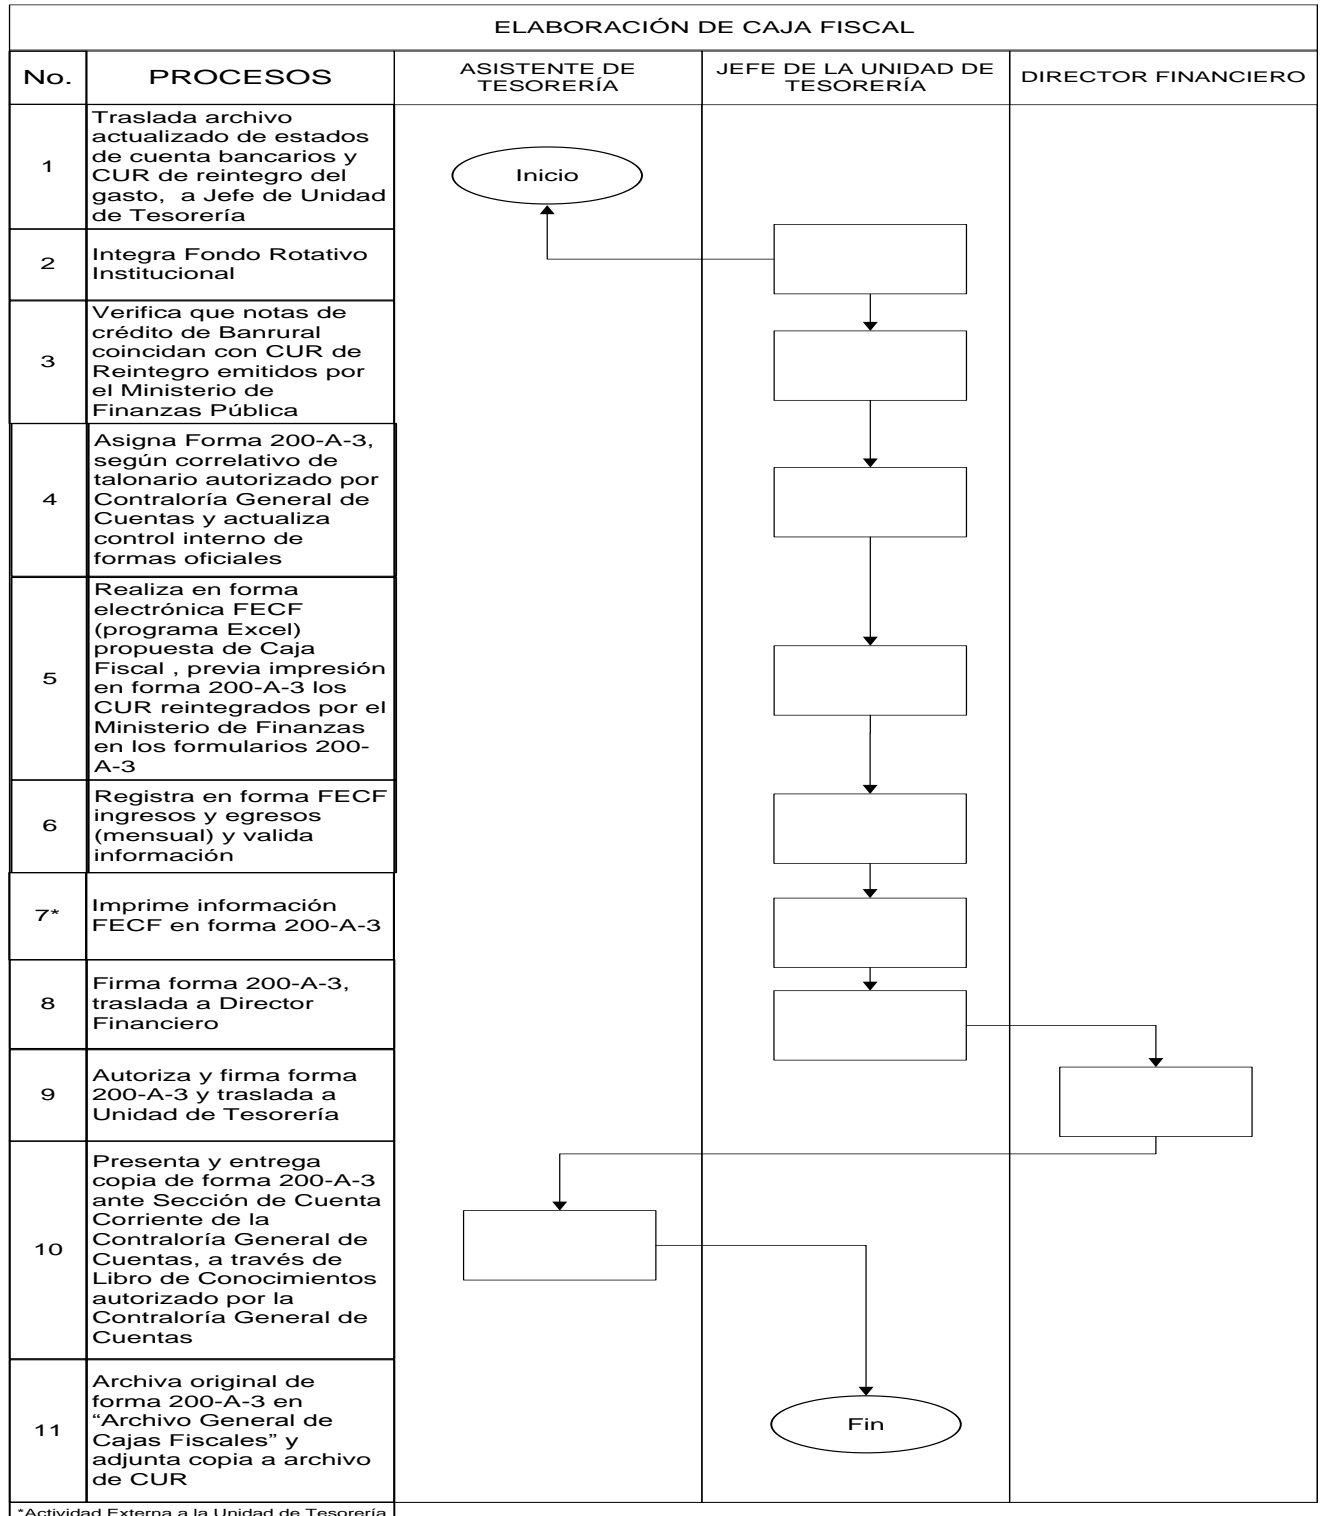 ELABORACIÓN DE CAJA FISCAL
No.
PROCESOS
ASISTENTE DE
TESORERÍA
JEFE DE LA UNIDAD DE
TESORERÍA
DIRECTOR FINANCIERO
1
Traslada archivo
actualizado de estados
de cuenta bancarios y
CUR de reintegro del
gasto, a Jefe de Unidad
de Tesorería
Inicio
2
Integra Fondo Rotativo
Institucional
3
Verifica que notas de
crédito de Banrural
coincidan con CUR de
Reintegro emitidos por
el Ministerio de
Finanzas Pública
4
Asigna Forma 200-A-3,
según correlativo de
talonario autorizado por
Contraloría General de
Cuentas y actualiza
control interno de
formas oficiales
5
Realiza en forma
electrónica FECF
(programa Excel)
propuesta de Caja
Fiscal , previa impresión
en forma 200-A-3 los
CUR reintegrados por el
Ministerio de Finanzas
en los formularios 200-
A-3
6
Registra en forma FECF
ingresos y egresos
(mensual) y valida
información
7*
Imprime información
FECF en forma 200-A-3
8
Firma forma 200-A-3,
traslada a Director
Financiero
9
Autoriza y firma forma
200-A-3 y traslada a
Unidad de Tesorería
10
Presenta y entrega
copia de forma 200-A-3
ante Sección de Cuenta
Corriente de la
Contraloría General de
Cuentas, a través de
Libro de Conocimientos
autorizado por la
Contraloría General de
Cuentas
11
Archiva original de
forma 200-A-3 en
“Archivo General de
Cajas Fiscales” y
adjunta copia a archivo
de CUR
Fin
*Actividad Externa a la Unidad de Tesorería